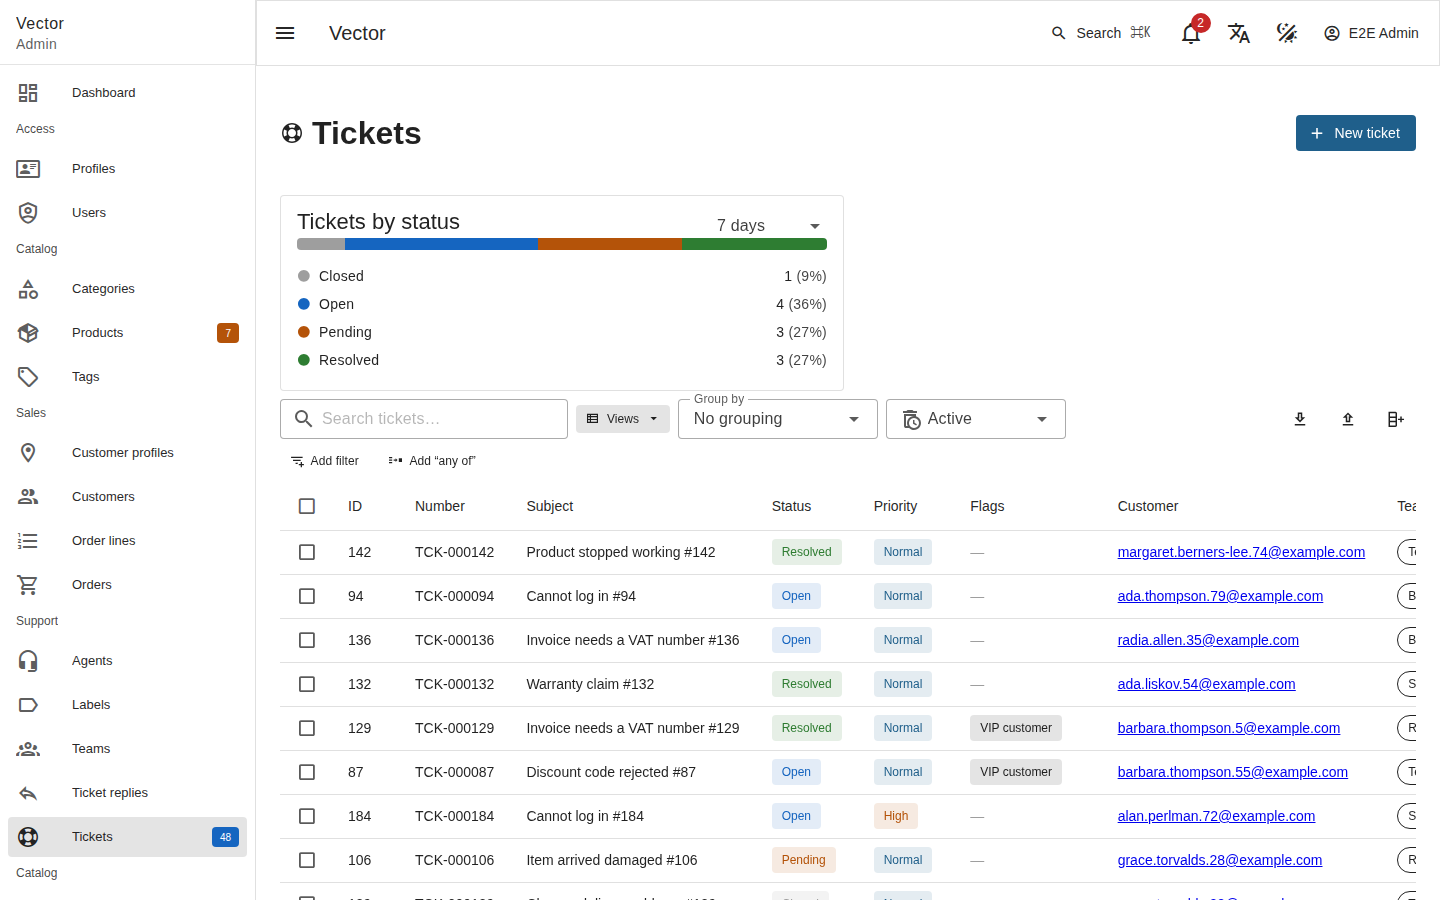 Vector
Admin
Dashboard
Access
Profiles
Users
Catalog
Categories
Products 7
Tags
Sales
Customer profiles
Customers
Order lines
Orders
Support
Agents
Labels
Teams
Ticket replies
Tickets 48
Catalog
Vector
Search ⌘K
2
E2E Admin
Tickets
New ticket
Tickets by status
7 days
Closed 1 (9%)
Open 4 (36%)
Pending 3 (27%)
Resolved 3 (27%)
Search tickets…
Views
Group by
No grouping
Active
Add filter
Add “any of”
ID Number Subject Status Priority Flags Customer
142 TCK-000142 Product stopped working #142 Resolved Normal — margaret.berners-lee.74@example.com
94 TCK-000094 Cannot log in #94 Open Normal — ada.thompson.79@example.com
136 TCK-000136 Invoice needs a VAT number #136 Open Normal — radia.allen.35@example.com
132 TCK-000132 Warranty claim #132 Resolved Normal — ada.liskov.54@example.com
129 TCK-000129 Invoice needs a VAT number #129 Resolved Normal VIP customer barbara.thompson.5@example.com
87 TCK-000087 Discount code rejected #87 Open Normal VIP customer barbara.thompson.55@example.com
184 TCK-000184 Cannot log in #184 Open High — alan.perlman.72@example.com
106 TCK-000106 Item arrived damaged #106 Pending Normal — grace.torvalds.28@example.com